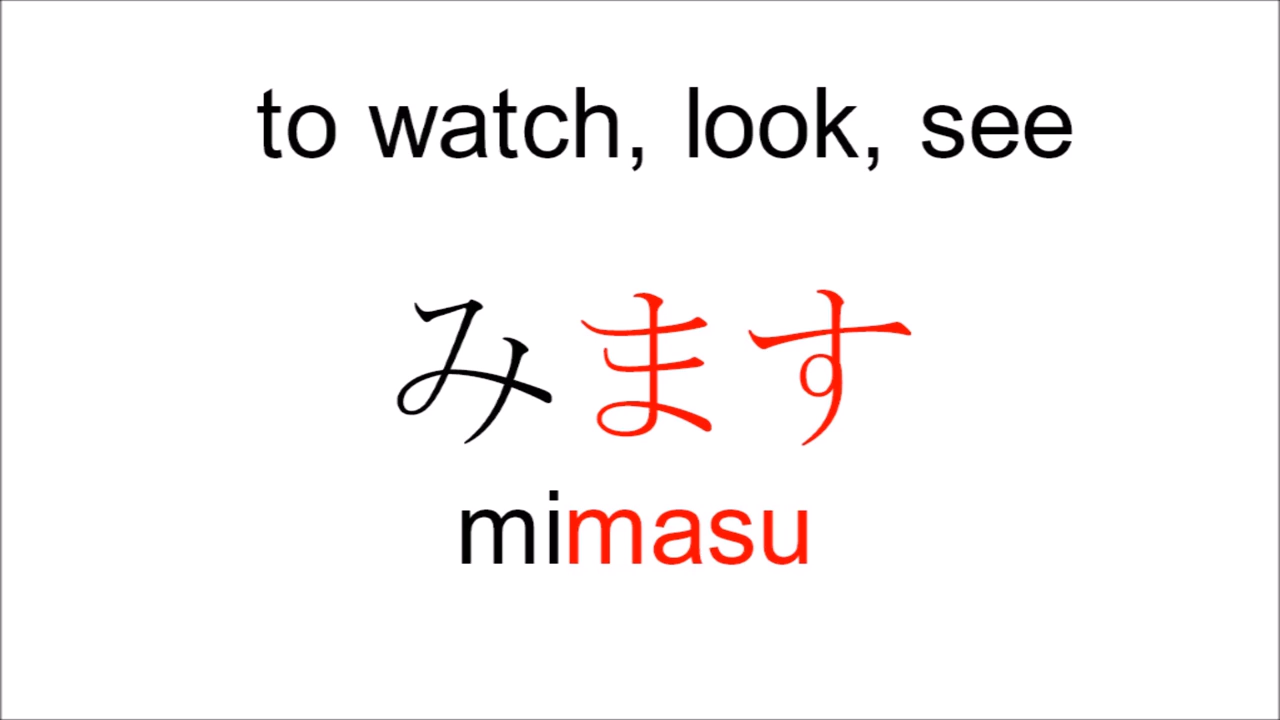 to watch, look, see
みます
mimasu